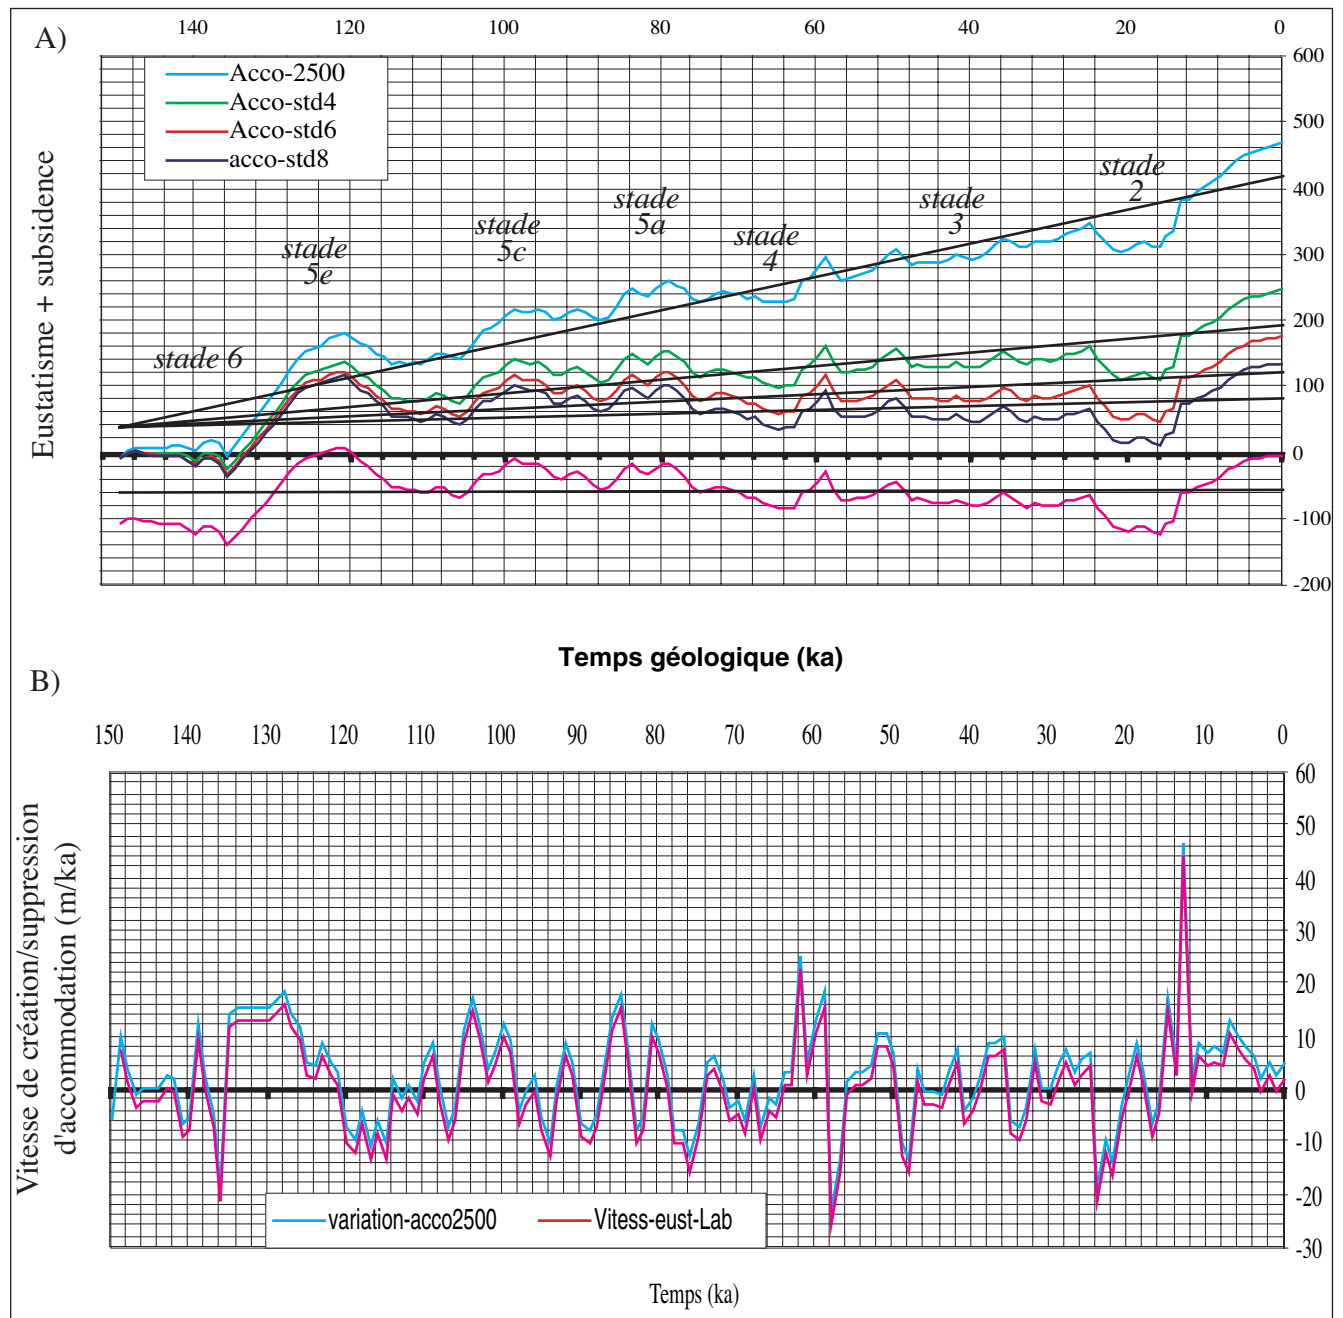 A)
140 120 100 80 60 40 20 0
Acco-2500
Acco-std4
Acco-std6
acco-std8
Eustatisme + subsidence
600
500
400
300
200
100
0
-100
-200
stade 6
stade
5e
stade
5c
stade
5a
stade
4
stade
3
stade
2
Temps géologique (ka)
B)
150 140 130 120 110 100 90 80 70 60 50 40 30 20 10 0
Vitesse de création/suppression
d'accommodation (m/ka)
60
50
40
30
20
10
0
-10
-20
-30
variation-acco2500
Vitess-eust-Lab
Temps (ka)